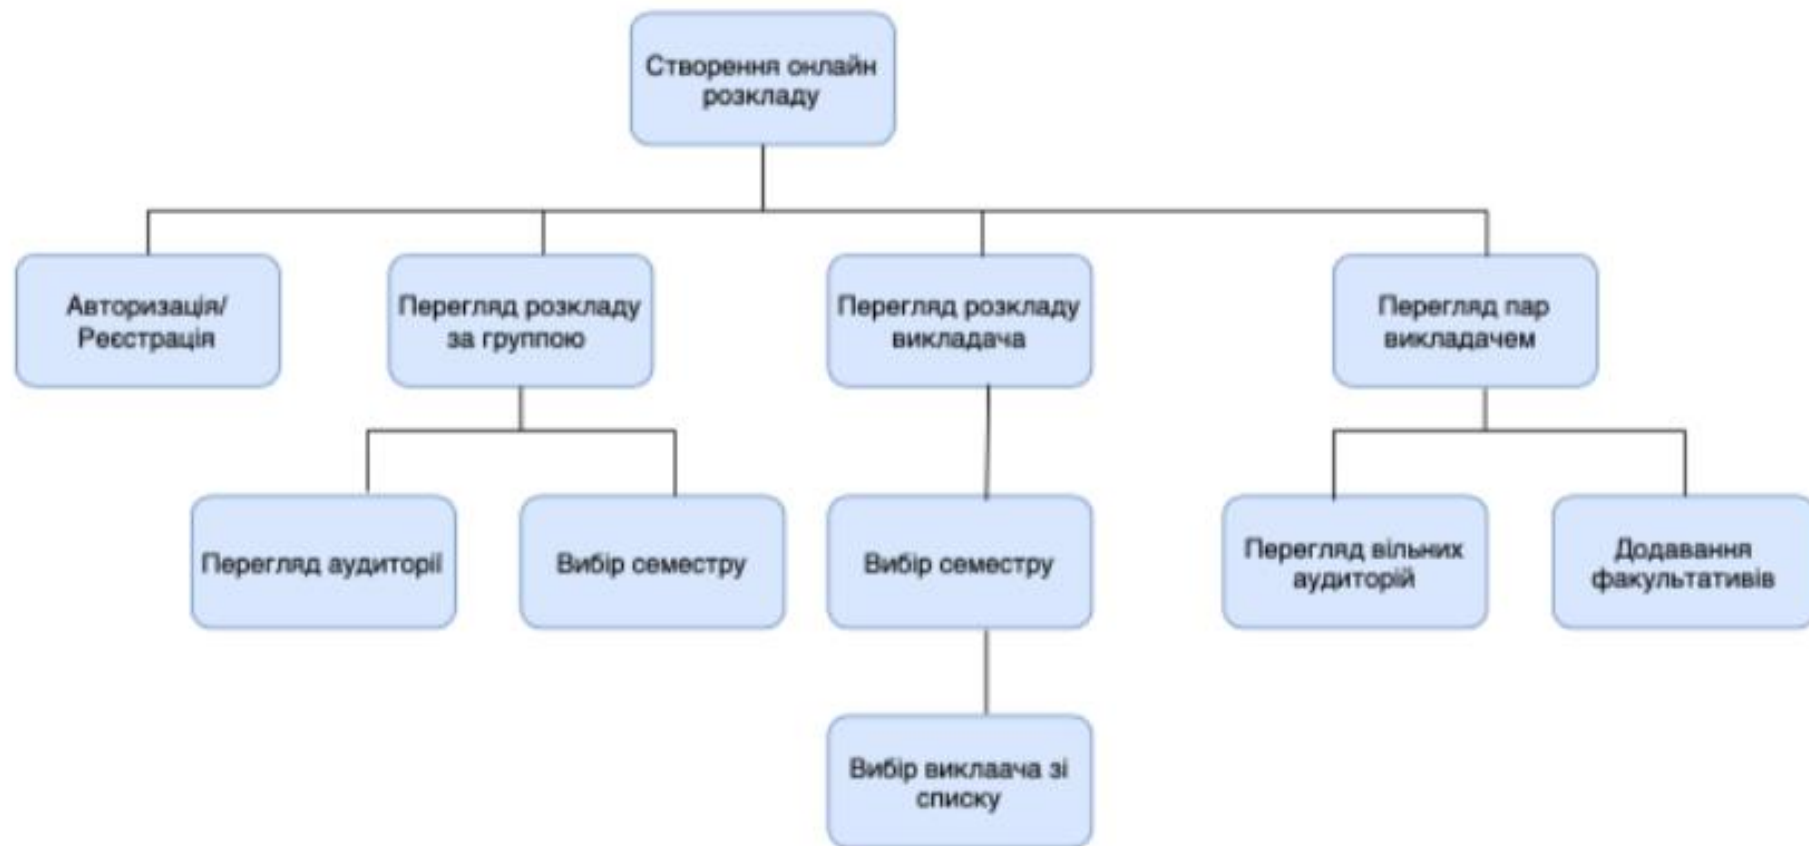 Створення онлайн
розкладу
Авторизація/
Реєстрація
Перегляд розкладу
за группою
Перегляд розкладу
викладача
Перегляд пар
викладачем
Перегляд аудиторії
Вибір семестру
Вибір семестру
Перегляд вільних
аудиторій
Додавання
факультативів
Вибір виклаача зі
списку